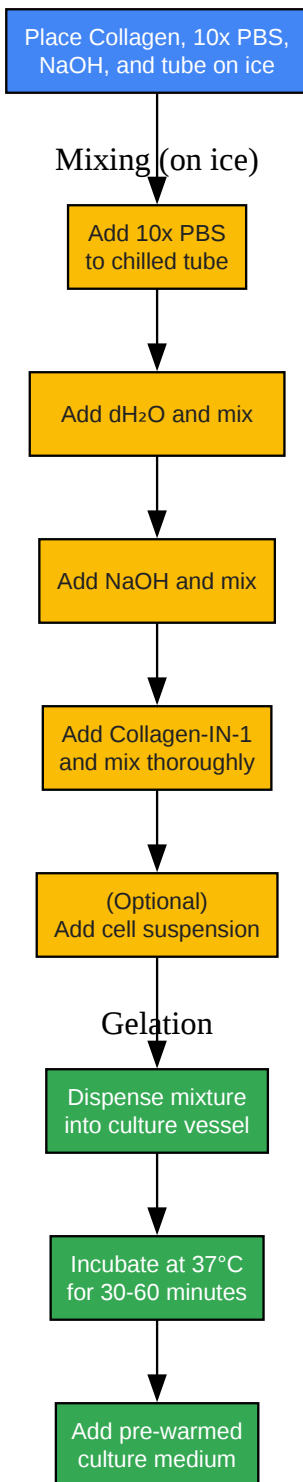 Place Collagen, 10x PBS,
NaOH, and tube on ice
Mixing (on ice)
Add 10x PBS
to chilled tube
Add dH₂O and mix
Add NaOH and mix
Add Collagen-IN-1
and mix thoroughly
(Optional)
Add cell suspension
Gelation
Dispense mixture
into culture vessel
Incubate at 37°C
for 30-60 minutes
Add pre-warmed
culture medium